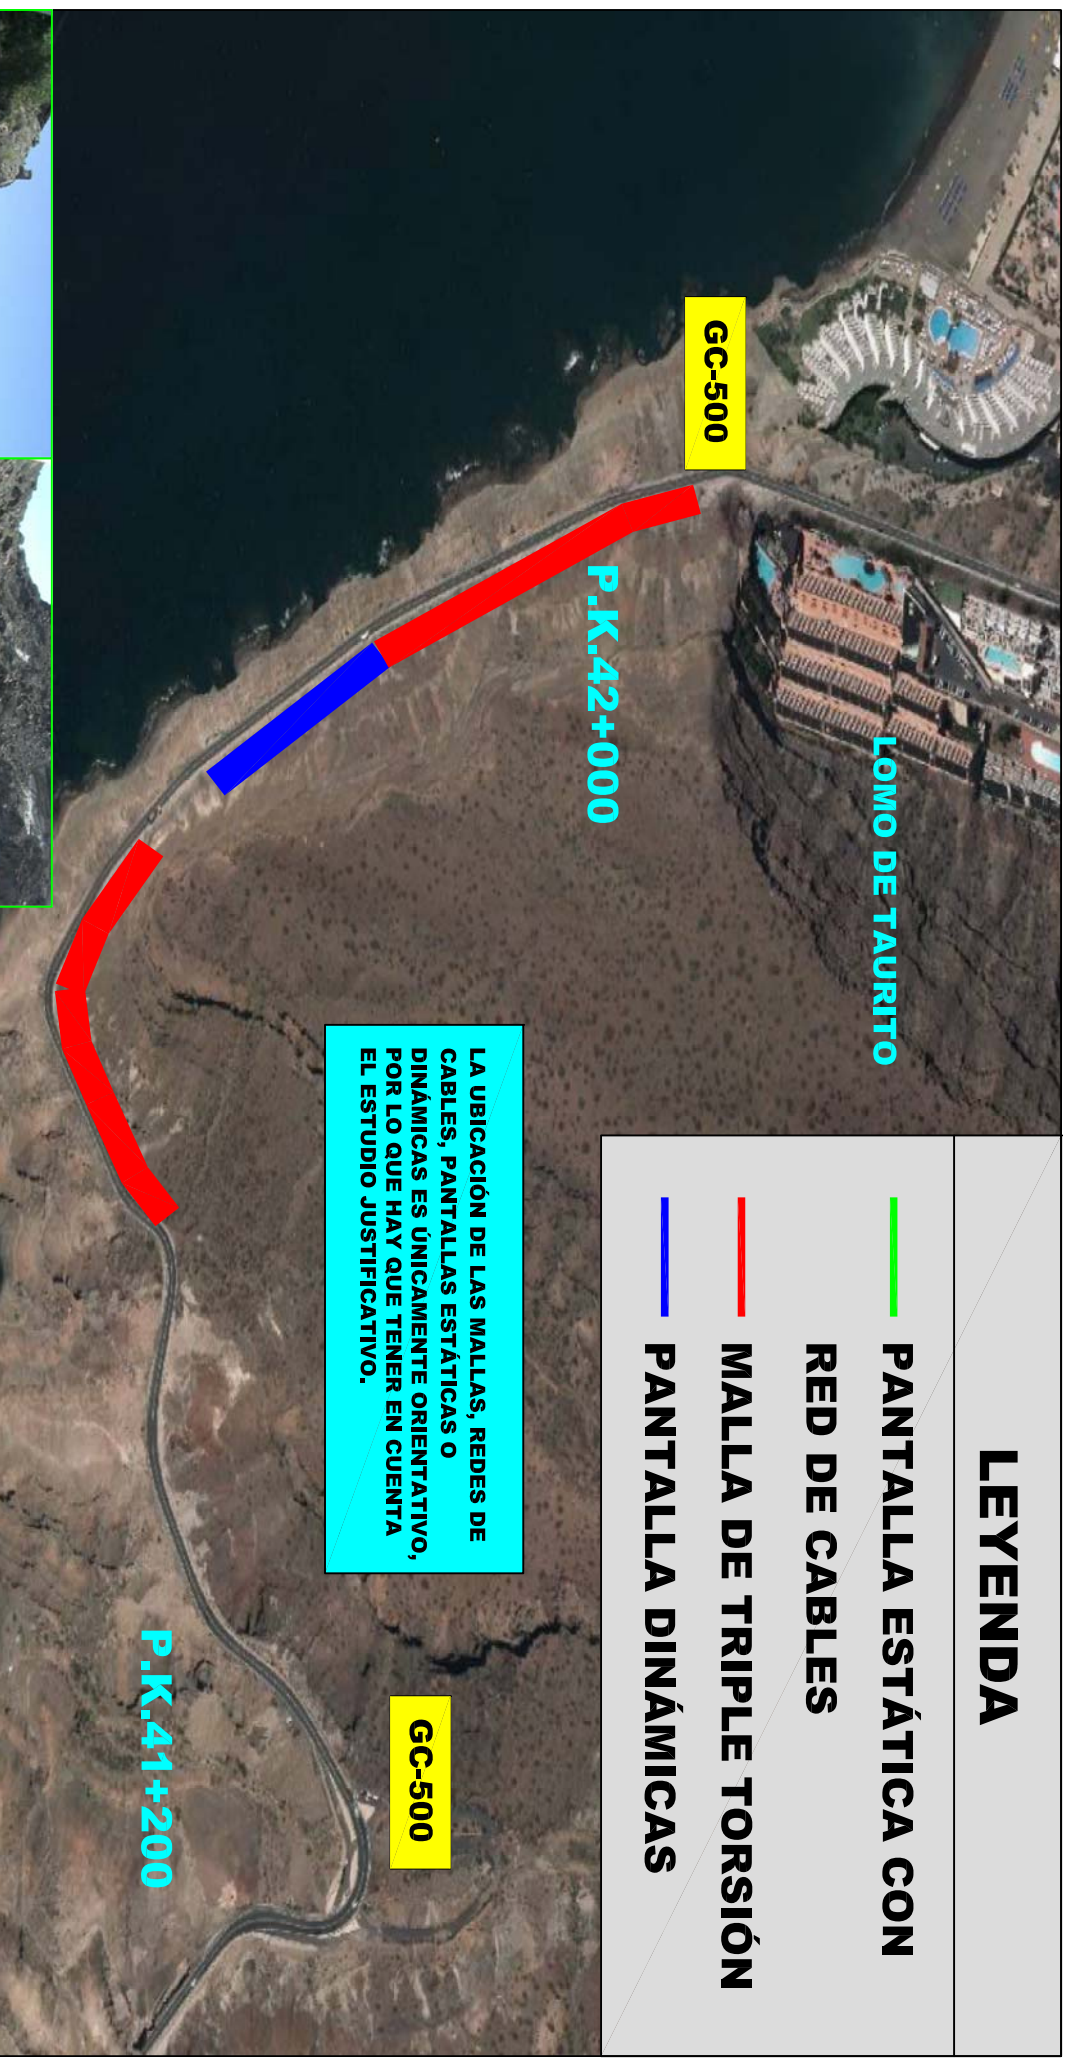 LEYENDA
PANTALLA ESTÁTICA CON
RED DE CABLES
MALLA DE TRIPLE TORSIÓN
PANTALLA DINÁMICAS
LOMO DE TAURITO
GC-500
P.K.42+000
LA UBICACIÓN DE LAS MALLAS, REDES DE
CABLES, PANTALLAS ESTÁTICAS O
DINÁMICAS ES ÚNICAMENTE ORIENTATIVO,
POR LO QUE HAY QUE TENER EN CUENTA
EL ESTUDIO JUSTIFICATIVO.
GC-500
P.K.41+200